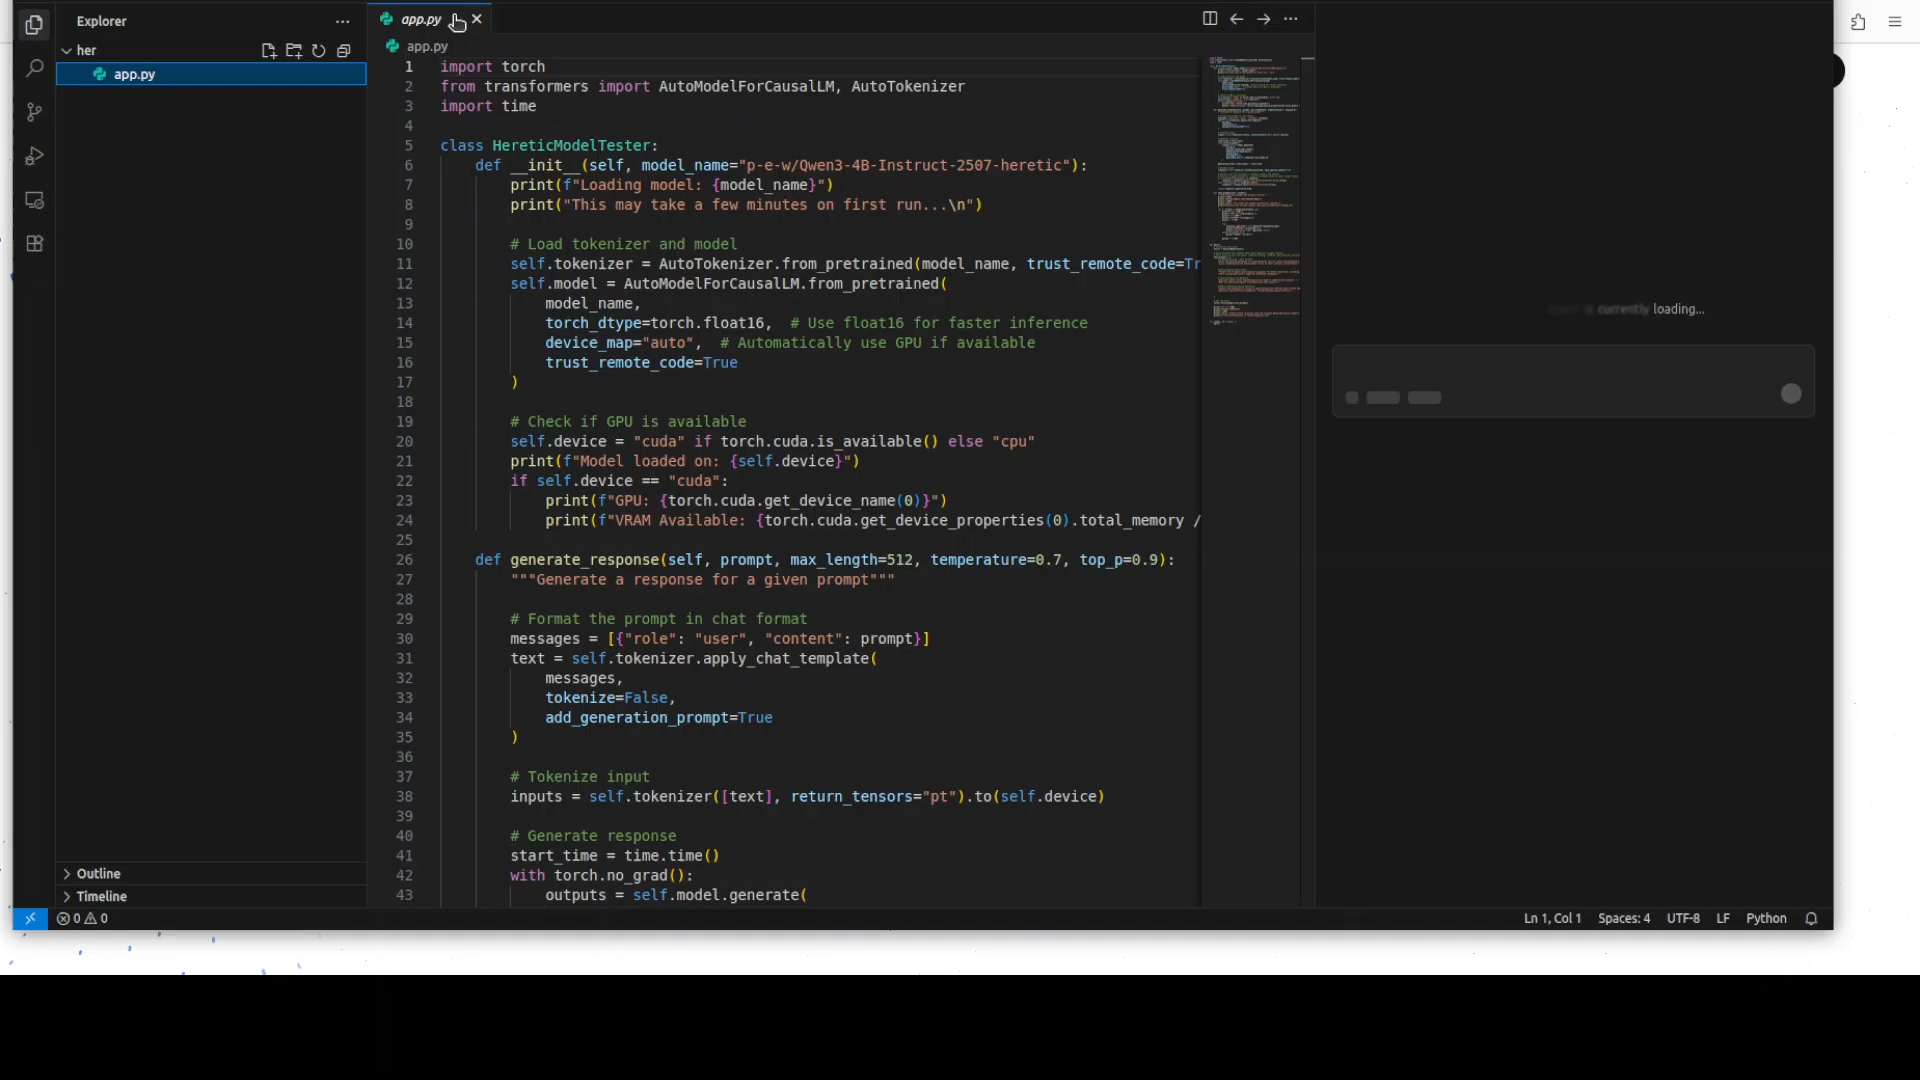 Explorer
her
app.py
Outline
Timeline
0 0
app.py
app.py
1 import torch
2 from transformers import AutoModelForCausalLM, AutoTokenizer
3 import time
4
5 class HereticModelTester:
6 def __init__(self, model_name="p-e-w/Qwen3-4B-Instruct-2507-heretic"):
7 print(f"Loading model: {model_name}")
8 print("This may take a few minutes on first run...\n")
9
10 # Load tokenizer and model
11 self.tokenizer = AutoTokenizer.from_pretrained(model_name, trust_remote_code=Tr
12 self.model = AutoModelForCausalLM.from_pretrained(
13 model_name,
14 torch_dtype=torch.float16, # Use float16 for faster inference
15 device_map="auto", # Automatically use GPU if available
16 trust_remote_code=True
17 )
18
19 # Check if GPU is available
20 self.device = "cuda" if torch.cuda.is_available() else "cpu"
21 print(f"Model loaded on: {self.device}")
22 if self.device == "cuda":
23 print(f"GPU: {torch.cuda.get_device_name(0)}")
24 print(f"VRAM Available: {torch.cuda.get_device_properties(0).total_memory /
25
26 def generate_response(self, prompt, max_length=512, temperature=0.7, top_p=0.9):
27 """Generate a response for a given prompt"""
28
29 # Format the prompt in chat format
30 messages = [{"role": "user", "content": prompt}]
31 text = self.tokenizer.apply_chat_template(
32 messages,
33 tokenize=False,
34 add_generation_prompt=True
35 )
36
37 # Tokenize input
38 inputs = self.tokenizer([text], return_tensors="pt").to(self.device)
39
40 # Generate response
41 start_time = time.time()
42 with torch.no_grad():
43 outputs = self.model.generate(
is currently loading...
Ln 1, Col 1 Spaces: 4 UTF-8 LF Python